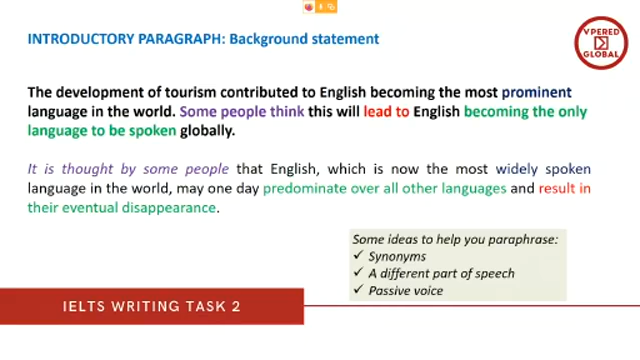 INTRODUCTORY PARAGRAPH: Background statement
VPERED
GLOBAL
The development of tourism contributed to English becoming the most prominent
language in the world. Some people think this will lead to English becoming the only
language to be spoken globally.
It is thought by some people that English, which is now the most widely spoken
language in the world, may one day predominate over all other languages and result in
their eventual disappearance.
Some ideas to help you paraphrase:
✓ Synonyms
✓ A different part of speech
✓ Passive voice
IELTS WRITING TASK 2